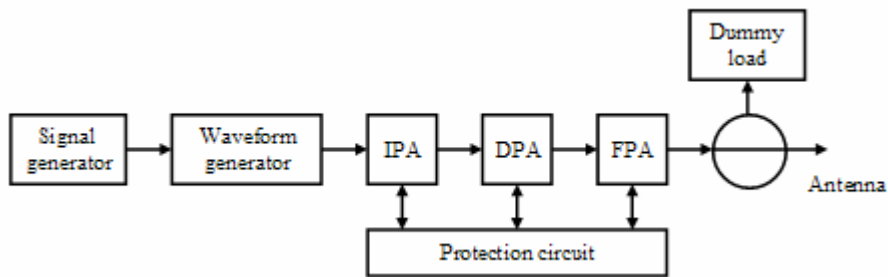 Dummy
load
Signal
generator
Waveform
generator
IPA
DPA
FPA
Antenna
Protection circuit